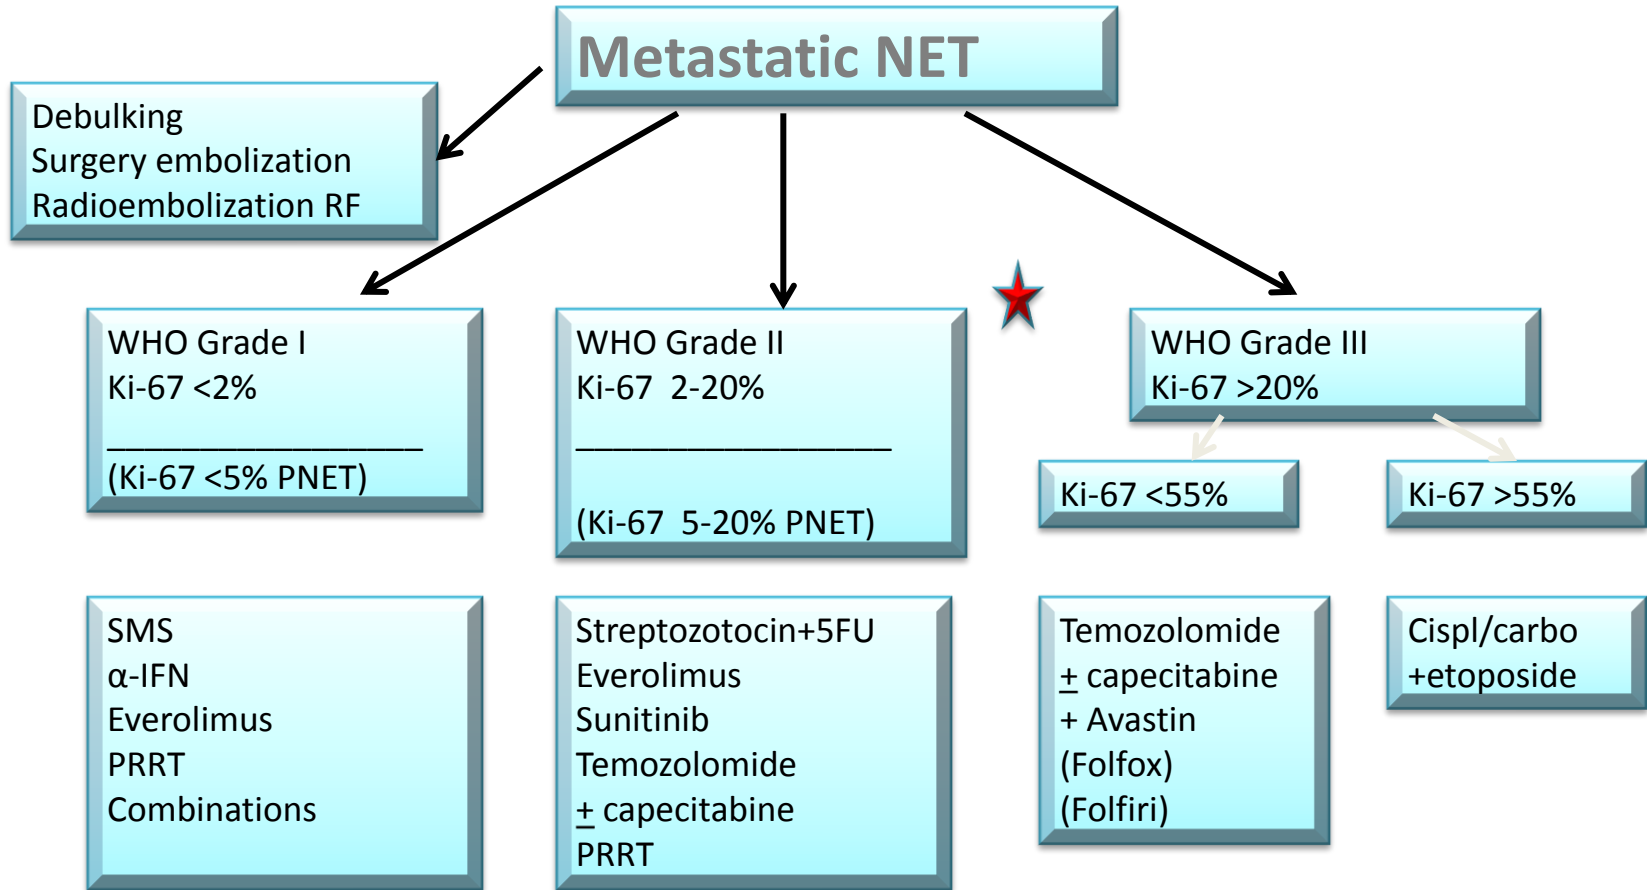 Metastatic NET
Debulking
Surgery embolization
Radioembolization RF
WHO Grade I
Ki-67 <2%
___________________
(Ki-67 <5% PNET)
WHO Grade II
Ki-67  2-20%
___________________
(Ki-67  5-20% PNET)
WHO Grade III
Ki-67 >20%
Ki-67 <55%
Ki-67 >55%
SMS
α-IFN
Everolimus
PRRT
Combinations
Streptozotocin+5FU
Everolimus
Sunitinib
Temozolomide
+ capecitabine
PRRT
Temozolomide
+ capecitabine
+ Avastin
(Folfox)
(Folfiri)
Cispl/carbo
+etoposide